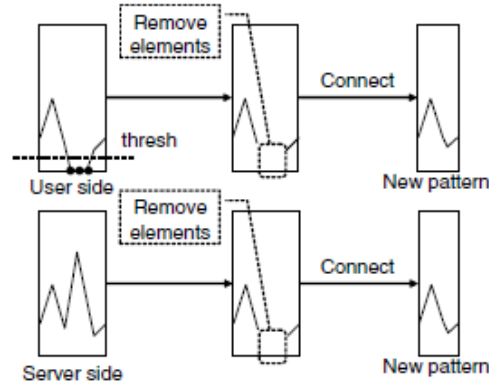 Remove
elements
Connect
thresh
User side
New pattern
Remove
elements
Connect
Server side
New pattern